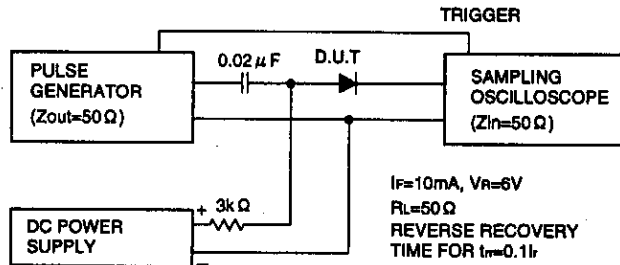 TRIGGER
PULSE
GENERATOR
(Zout=50Ω)
0.02μF
D.U.T
SAMPLING
OSCILLOSCOPE
(Zin=50Ω)
IF=10mA, VR=6V
RL=50Ω
REVERSE RECOVERY
TIME FOR trr=0.1Ir
+ 3kΩ
DC POWER
SUPPLY
−